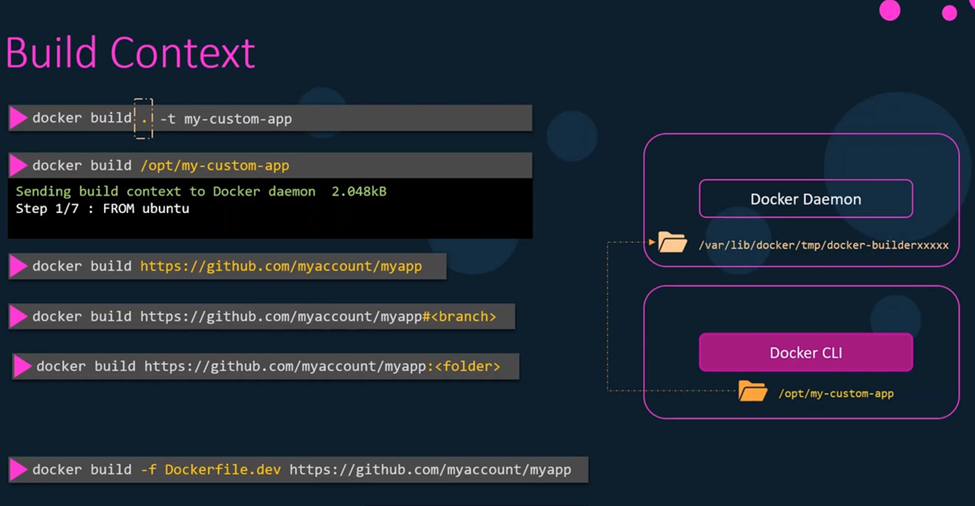 Build Context
docker build . -t my-custom-app
docker build /opt/my-custom-app
Sending build context to Docker daemon  2.048kB
Step 1/7 : FROM ubuntu
docker build https://github.com/myaccount/myapp
docker build https://github.com/myaccount/myapp#<branch>
docker build https://github.com/myaccount/myapp:<folder>
docker build -f Dockerfile.dev https://github.com/myaccount/myapp
Docker Daemon
/var/lib/docker/tmp/docker-builderxxxxx
Docker CLI
/opt/my-custom-app